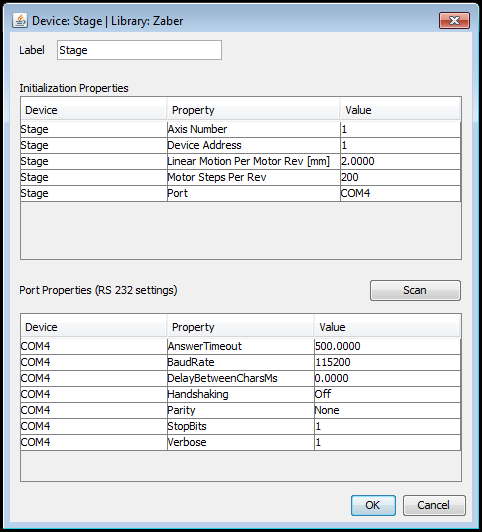 Device: Stage | Library: Zaber
Label Stage
Initialization Properties
Device Property Value
Stage Axis Number 1
Stage Device Address 1
Stage Linear Motion Per Motor Rev [mm] 2.0000
Stage Motor Steps Per Rev 200
Stage Port COM4
Port Properties (RS 232 settings) Scan
Device Property Value
COM4 AnswerTimeout 500.0000
COM4 BaudRate 115200
COM4 DelayBetweenCharsMs 0.0000
COM4 Handshaking Off
COM4 Parity None
COM4 StopBits 1
COM4 Verbose 1
OK Cancel